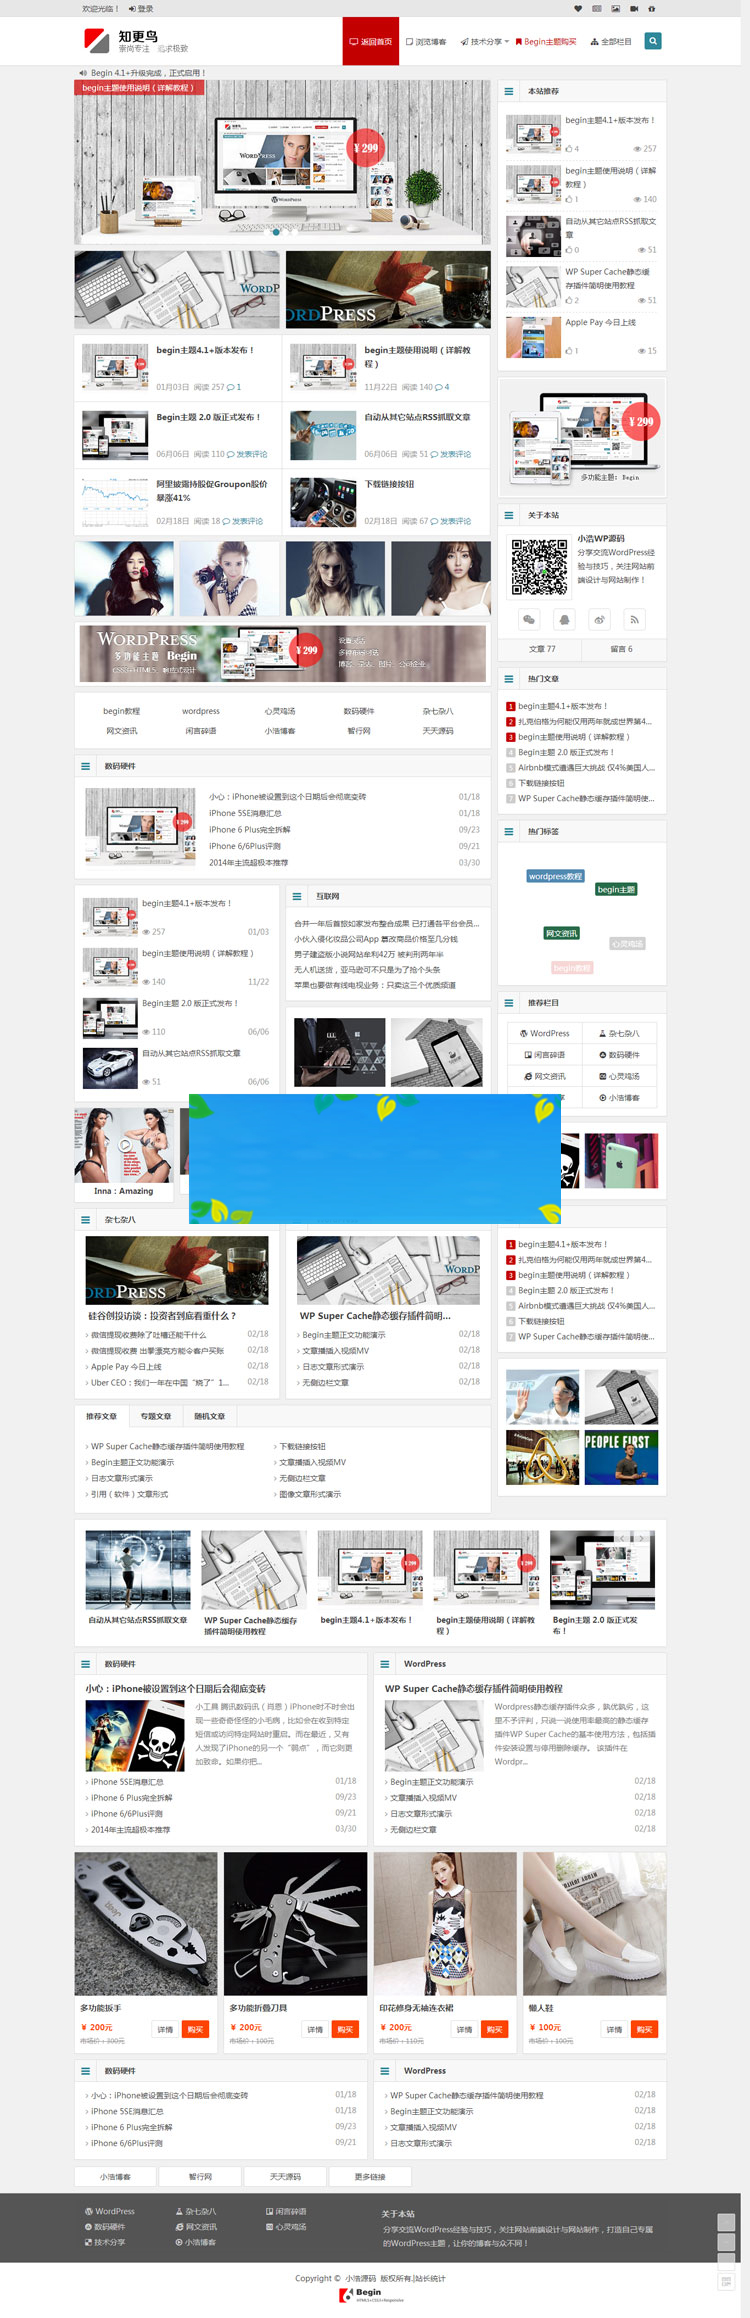 欢迎光临！ 登录
知更鸟
崇尚专注 追求极致
返回首页 浏览博客 技术分享 Begin主题购买 全部栏目
Begin 4.1+升级完成，正式启用！
begin主题使用说明（详解教程）
WORDPRESS
¥ 299
本站推荐
begin主题4.1+版本发布！
4 257
begin主题使用说明（详解教程）
1 140
自动从其它站点RSS抓取文章
0 51
WP Super Cache静态缓存插件简明使用教程
2 51
Apple Pay 今日上线
1 15
begin主题4.1+版本发布！
01月03日 阅读 257 1
begin主题使用说明（详解教程）
11月22日 阅读 140 4
Begin主题 2.0 版正式发布！
06月06日 阅读 110 发表评论
自动从其它站点RSS抓取文章
06月06日 阅读 51 发表评论
阿里披露持股促Groupon股价暴涨41%
02月18日 阅读 18 发表评论
下载链接按钮
02月18日 阅读 67 发表评论
¥ 299
多功能主题：Begin
关于本站
小浩WP源码
分享交流WordPress经验与技巧，关注网站前端设计与网站制作！
文章 77 留言 6
WORDPRESS
多功能主题 Begin
CSS3+HTML5、响应式设计
¥ 299
博客、杂志、图片、公司企业
begin教程 wordpress 心灵鸡汤 数码硬件 杂七杂八
网文资讯 闲言碎语 小浩博客 智行网 天天源码
热门文章
1 begin主题4.1+版本发布！
2 扎克伯格为何能仅用两年就成世界第4...
3 begin主题使用说明（详解教程）
4 Begin主题 2.0 版正式发布！
5 Airbnb模式遭遇巨大挑战 仅4%美国人...
6 下载链接按钮
7 WP Super Cache静态缓存插件简明使...
数码硬件
小心：iPhone被设置到这个日期后会彻底变砖 01/18
iPhone 5SE消息汇总 01/18
iPhone 6 Plus完全拆解 09/23
iPhone 6/6Plus评测 09/21
2014年主流超极本推荐 03/30
热门标签
wordpress教程
begin主题
网文资讯
心灵鸡汤
begin教程
begin主题4.1+版本发布！
257 01/03
begin主题使用说明（详解教程）
140 11/22
Begin主题 2.0 版正式发布！
110 06/06
自动从其它站点RSS抓取文章
51 06/06
互联网
合并一年后首旅如家发布整合成果 已打通各平台会员...
小伙入侵化妆品公司App 篡改商品价格至几分钱
男子建盗版小说网站牟利42万 被判刑两年半
无人机送货，亚马逊可不只是为了抢个头条
苹果也要做有线电视业务：只卖这三个优质频道
推荐栏目
WordPress 杂七杂八
闲言碎语 数码硬件
网文资讯 心灵鸡汤
小浩博客
Inna：Amazing
杂七杂八
硅谷创投访谈：投资者到底看重什么？
微信提现收费除了吐槽还能干什么 02/18
微信提现收费 出擎漂亮方能令客户买账 02/18
Apple Pay 今日上线 02/18
Uber CEO：我们一年在中国“烧了”1... 02/18
WP Super Cache静态缓存插件简明...
Begin主题正文功能演示 02/18
文章播插入视频MV 02/18
日志文章形式演示 02/18
无侧边栏文章 02/18
1 begin主题4.1+版本发布！
2 扎克伯格为何能仅用两年就成世界第4...
3 begin主题使用说明（详解教程）
4 Begin主题 2.0 版正式发布！
5 Airbnb模式遭遇巨大挑战 仅4%美国人...
6 下载链接按钮
7 WP Super Cache静态缓存插件简明使...
PEOPLE FIRST
推荐文章 专题文章 随机文章
WP Super Cache静态缓存插件简明使用教程 下载链接按钮
Begin主题正文功能演示 文章播插入视频MV
日志文章形式演示 无侧边栏文章
引用（软件）文章形式 图像文章形式演示
自动从其它站点RSS抓取文章
WP Super Cache静态缓存插件简明使用教程
begin主题4.1+版本发布！
begin主题使用说明（详解教程）
Begin主题 2.0 版正式发布！
数码硬件
小心：iPhone被设置到这个日期后会彻底变砖
小工具 腾讯数码讯（肖恩）iPhone时不时会出现一些奇奇怪怪的小毛病，比如会在收到特定短信或访问特定网站时重启。而在最近，又有人发现了iPhone的另一个“弱点”，而它则更加致命。如果你把...
iPhone 5SE消息汇总 01/18
iPhone 6 Plus完全拆解 09/23
iPhone 6/6Plus评测 09/21
2014年主流超极本推荐 03/30
WordPress
WP Super Cache静态缓存插件简明使用教程
Wordpress静态缓存插件众多，孰优孰劣，这里不予评判，只说一说使用率最高的静态缓存插件WP Super Cache的基本使用方法，包括插件安装设置与停用删除缓存。 该插件在Wordpr...
Begin主题正文功能演示 02/18
文章播插入视频MV 02/18
日志文章形式演示 02/18
无侧边栏文章 02/18
多功能扳手
¥ 200元
市场价：300元
详情 购买
多功能折叠刀具
¥ 200元
市场价：100元
详情 购买
印花修身无袖连衣裙
¥ 200元
市场价：110元
详情 购买
懒人鞋
¥ 100元
市场价：100元
详情 购买
数码硬件
小心：iPhone被设置到这个日期后会彻底变砖 01/18
iPhone 5SE消息汇总 01/18
iPhone 6 Plus完全拆解 09/23
iPhone 6/6Plus评测 09/21
WordPress
WP Super Cache静态缓存插件简明使用教程 02/18
Begin主题正文功能演示 02/18
文章播插入视频MV 02/18
日志文章形式演示 02/18
小浩博客 智行网 天天源码 更多链接
WordPress 杂七杂八 闲言碎语
数码硬件 网文资讯 心灵鸡汤
技术分享 小浩博客
关于本站
分享交流WordPress经验与技巧，关注网站前端设计与网站制作，打造自己专属的WordPress主题，让你的博客与众不同！
Copyright © 小浩源码 版权所有.|站长统计
Begin
HTML5+CSS3+Responsive